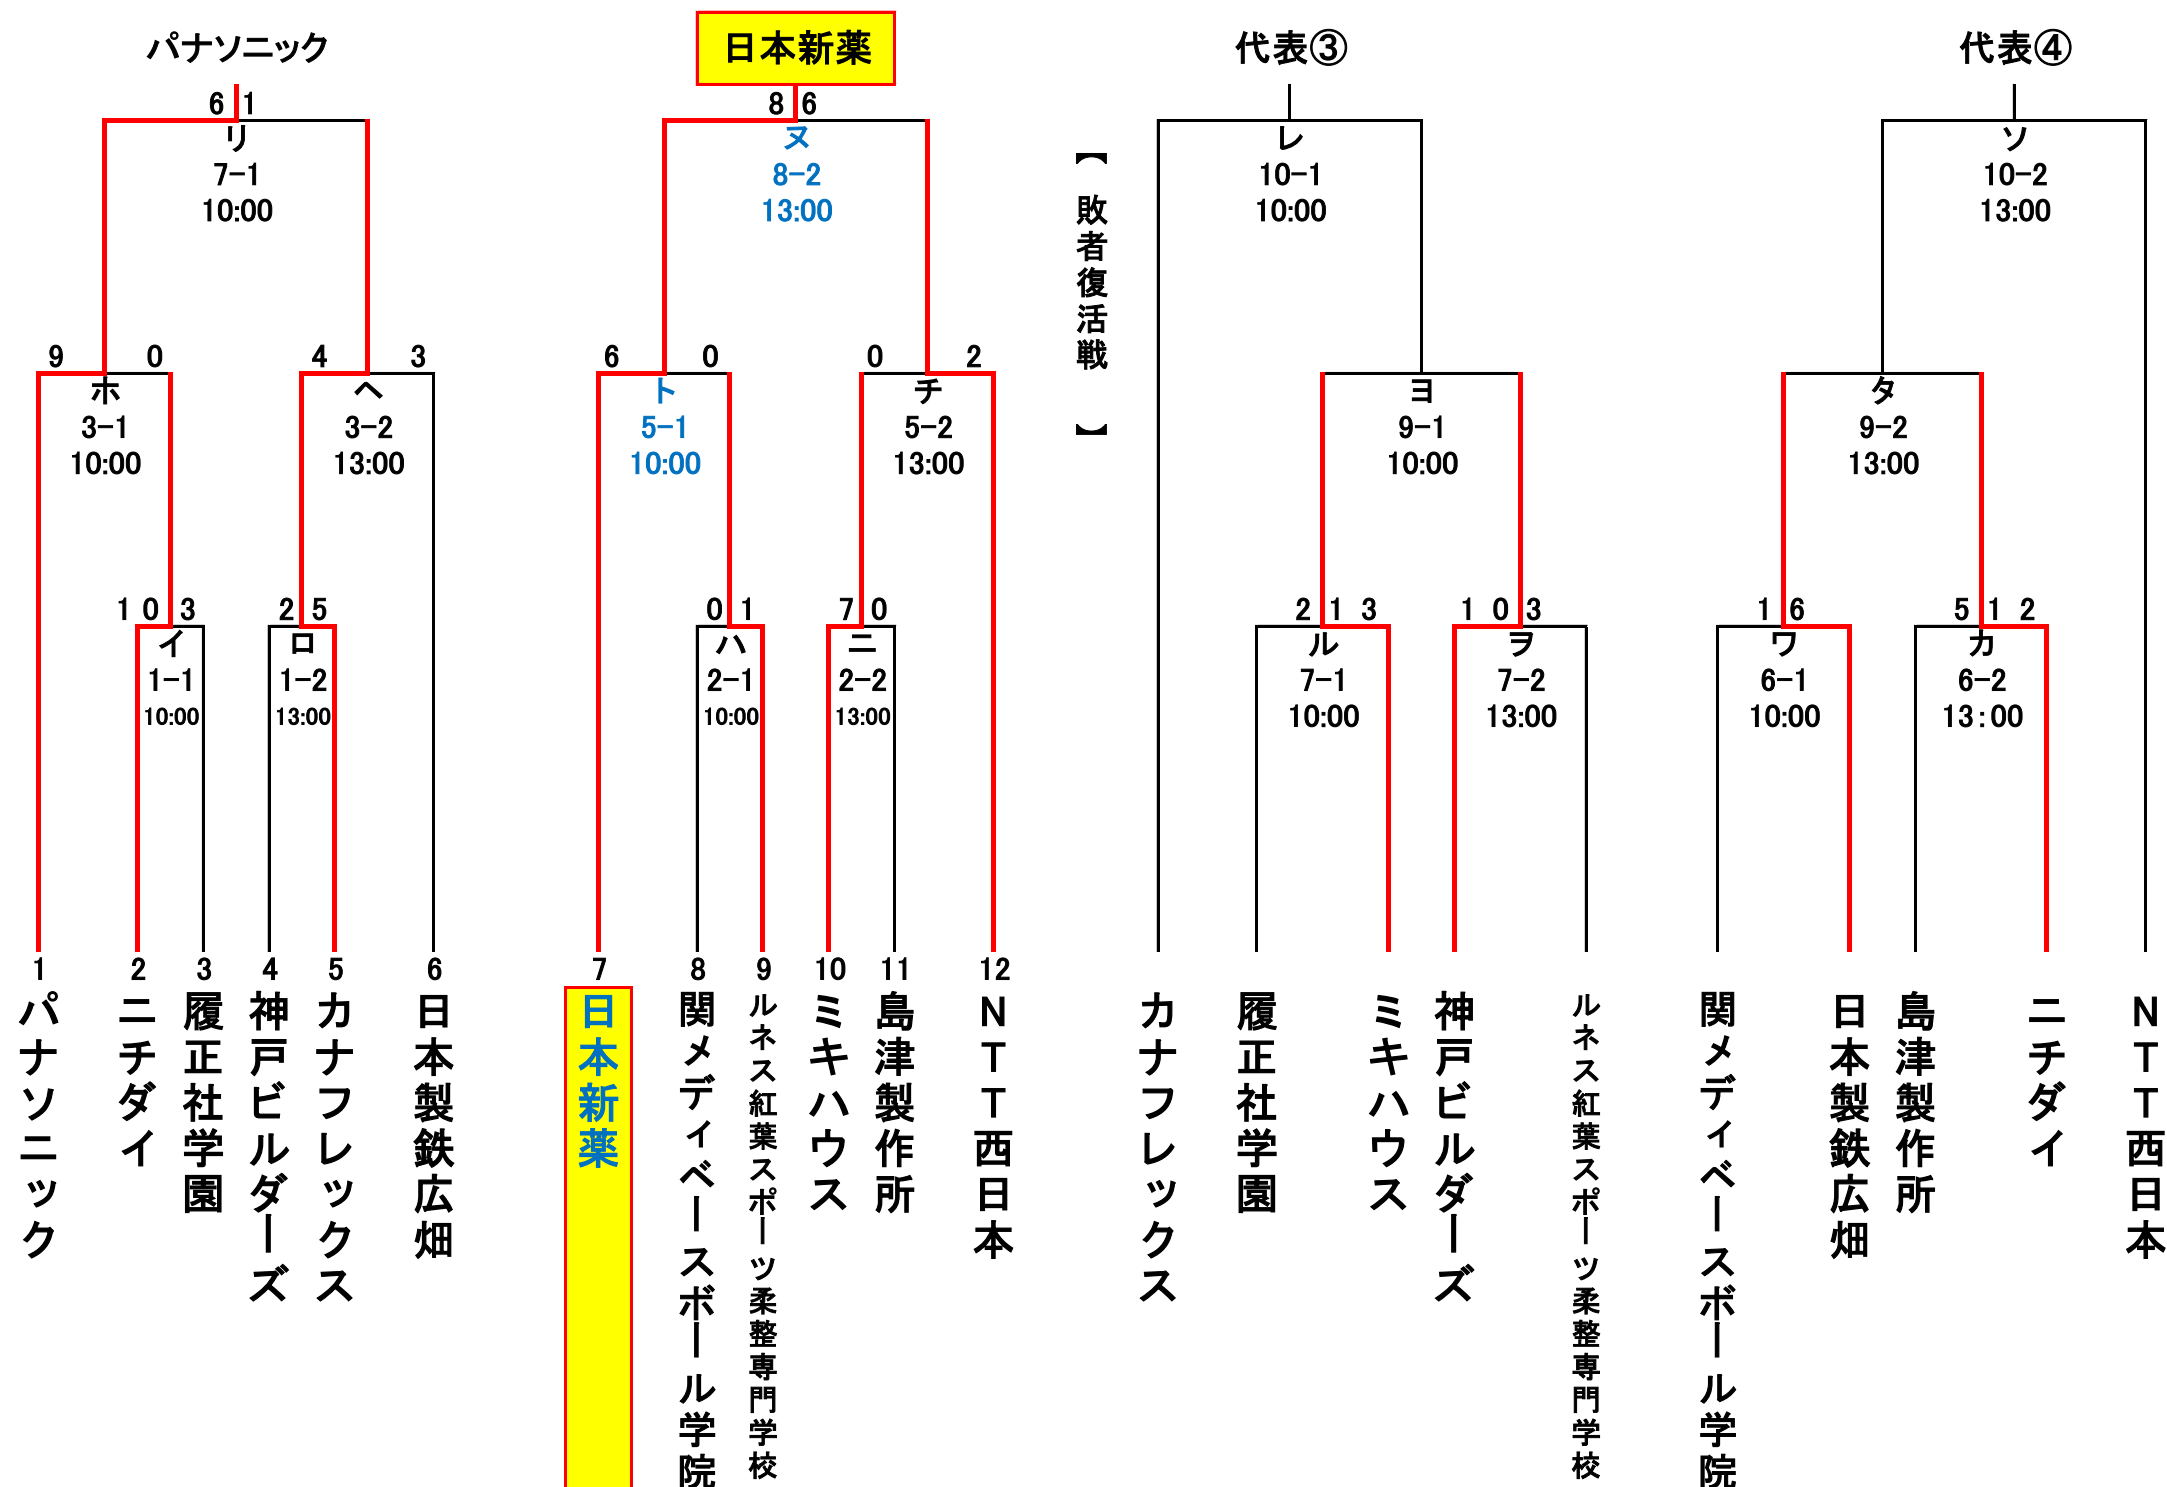 パナソニック
日本新薬
代表③
代表④
6 1
8 6
リ
7-1
10:00
ヌ
8-2
13:00
レ
10-1
10:00
ソ
10-2
13:00
【 敗者復活戦 】
9 0
4 3
6 0
0 2
ホ
3-1
10:00
ヘ
3-2
13:00
ト
5-1
10:00
チ
5-2
13:00
ヨ
9-1
10:00
タ
9-2
13:00
10 3
2 5
0 1
7 0
2 13
10 3
1 6
5 12
イ
1-1
10:00
ロ
1-2
13:00
ハ
2-1
10:00
ニ
2-2
13:00
ル
7-1
10:00
ヲ
7-2
13:00
ワ
6-1
10:00
カ
6-2
13:00
1
パナソニック
2
ニチダイ
3
履正社学園
4
神戸ビルダーズ
5
カナフレックス
6
日本製鉄広畑
7
日本新薬
8
関メディベースボール学院
9
ルネス紅葉スポーツ柔整専門学校
10
ミキハウス
11
島津製作所
12
NTT西日本
カナフレックス
履正社学園
ミキハウス
神戸ビルダーズ
ルネス紅葉スポーツ柔整専門学校
関メディベースボール学院
日本製鉄広畑
島津製作所
ニチダイ
NTT西日本